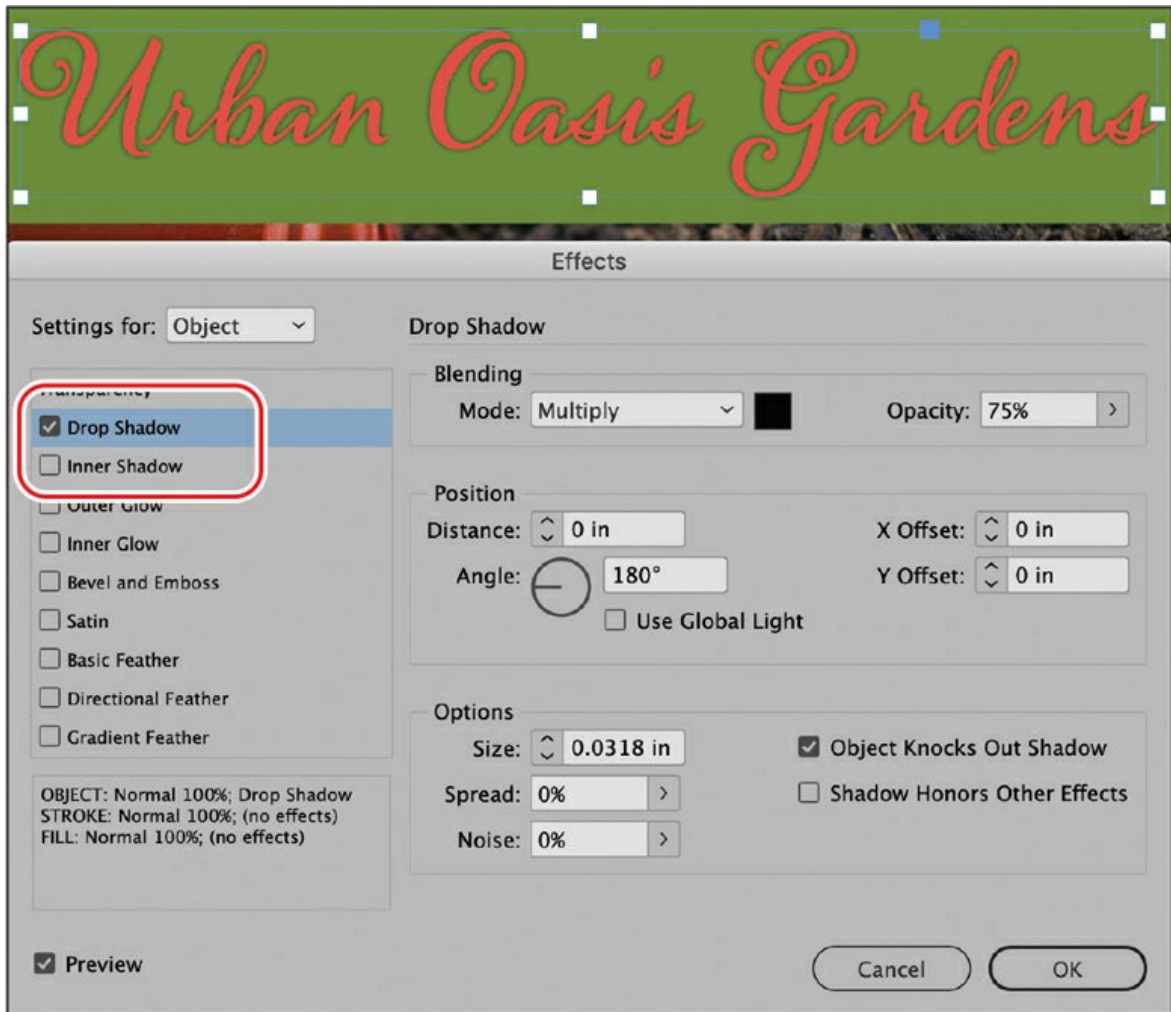 Urban Oasis Gardens
Effects
Settings for: Object
Transparency
Drop Shadow
Inner Shadow
Outer Glow
Inner Glow
Bevel and Emboss
Satin
Basic Feather
Directional Feather
Gradient Feather
OBJECT: Normal 100%; Drop Shadow
STROKE: Normal 100%; (no effects)
FILL: Normal 100%; (no effects)
Preview
Drop Shadow
Blending
Mode: Multiply
Opacity: 75%
Position
Distance: 0 in
X Offset: 0 in
Angle: 180°
Y Offset: 0 in
Use Global Light
Options
Size: 0.0318 in
Object Knocks Out Shadow
Spread: 0%
Shadow Honors Other Effects
Noise: 0%
Cancel
OK